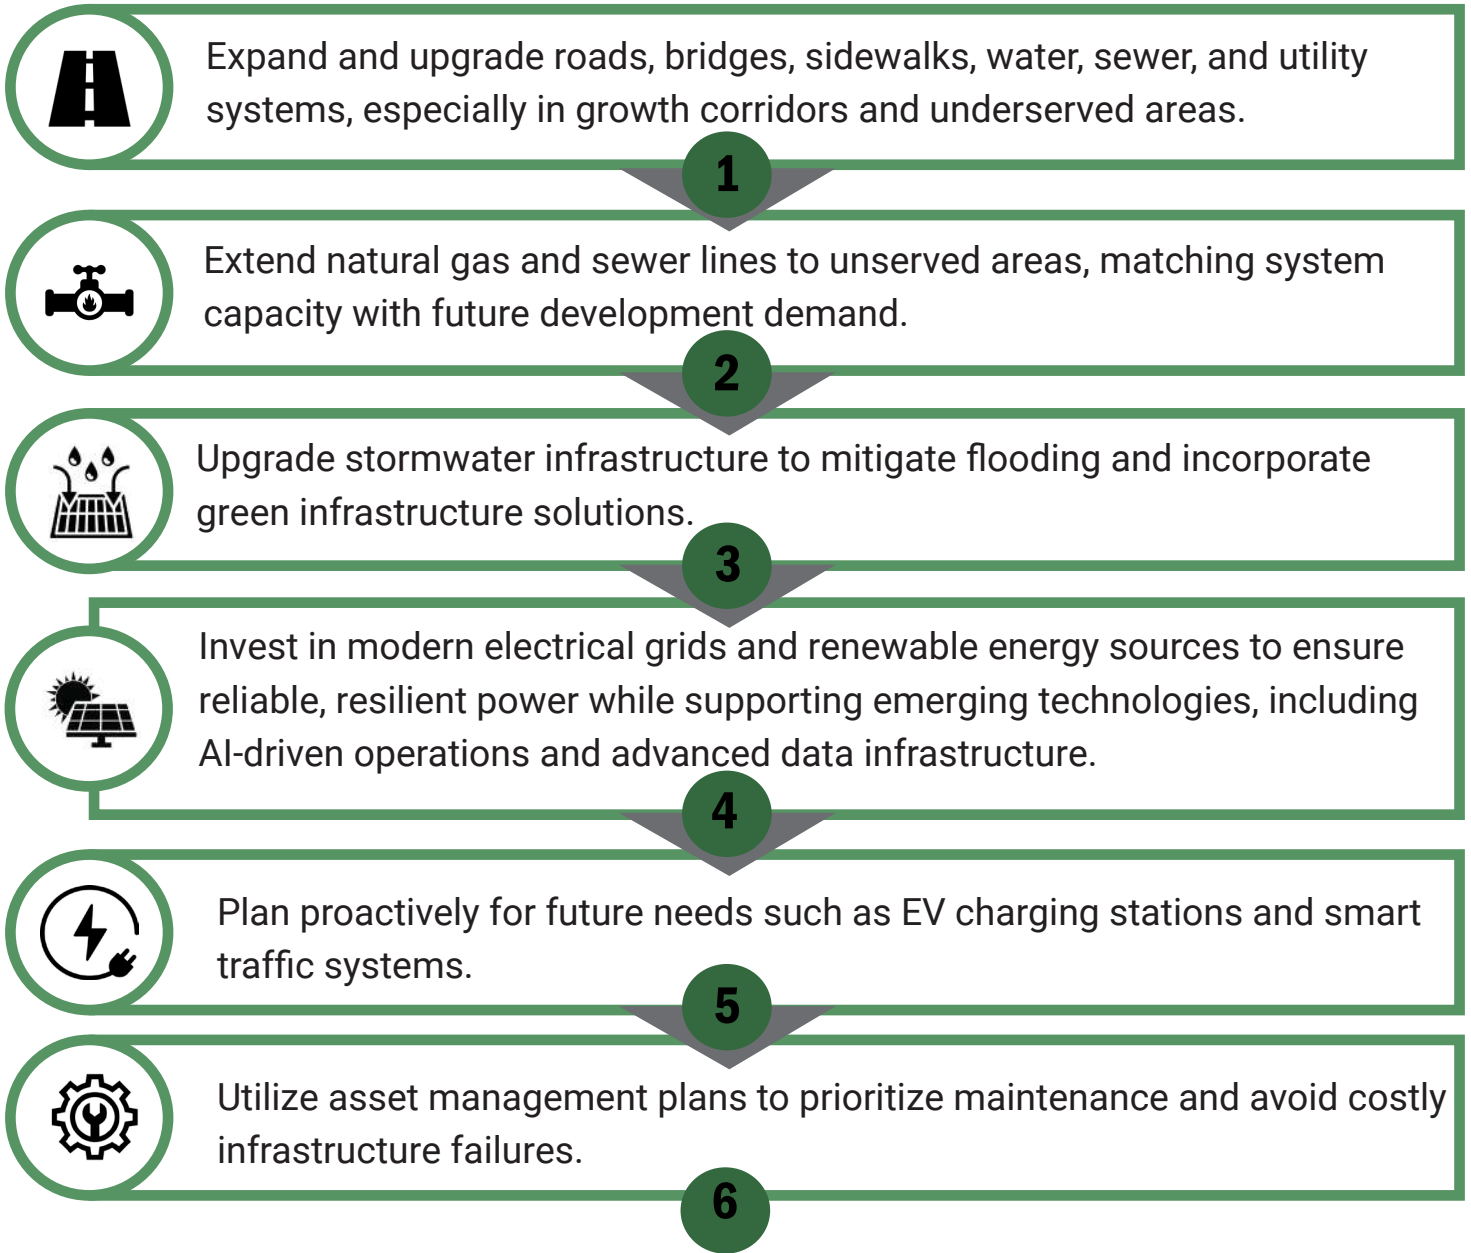 Expand and upgrade roads, bridges, sidewalks, water, sewer, and utility
systems, especially in growth corridors and underserved areas.
1
Extend natural gas and sewer lines to unserved areas, matching system
capacity with future development demand.
2
Upgrade stormwater infrastructure to mitigate flooding and incorporate
green infrastructure solutions.
3
Invest in modern electrical grids and renewable energy sources to ensure
reliable, resilient power while supporting emerging technologies, including
AI-driven operations and advanced data infrastructure.
4
Plan proactively for future needs such as EV charging stations and smart
traffic systems.
5
Utilize asset management plans to prioritize maintenance and avoid costly
infrastructure failures.
6